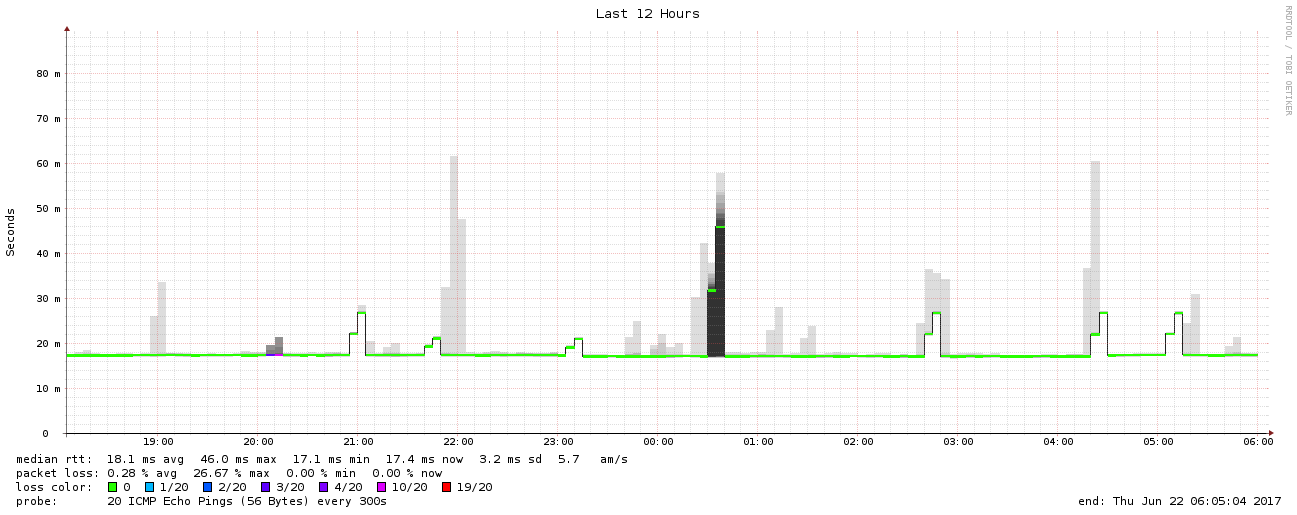 Last 12 Hours
RRDTOOL / TOBI OETIKER
Seconds
80 m
70 m
60 m
50 m
40 m
30 m
20 m
10 m
0
19:00 20:00 21:00 22:00 23:00 00:00 01:00 02:00 03:00 04:00 05:00 06:00
median rtt: 18.1 ms avg 46.0 ms max 17.1 ms min 17.4 ms now 3.2 ms sd 5.7 am/s
packet loss: 0.28 % avg 26.67 % max 0.00 % min 0.00 % now
loss color: 0 1/20 2/20 3/20 4/20 10/20 19/20
probe: 20 ICMP Echo Pings (56 Bytes) every 300s end: Thu Jun 22 06:05:04 2017